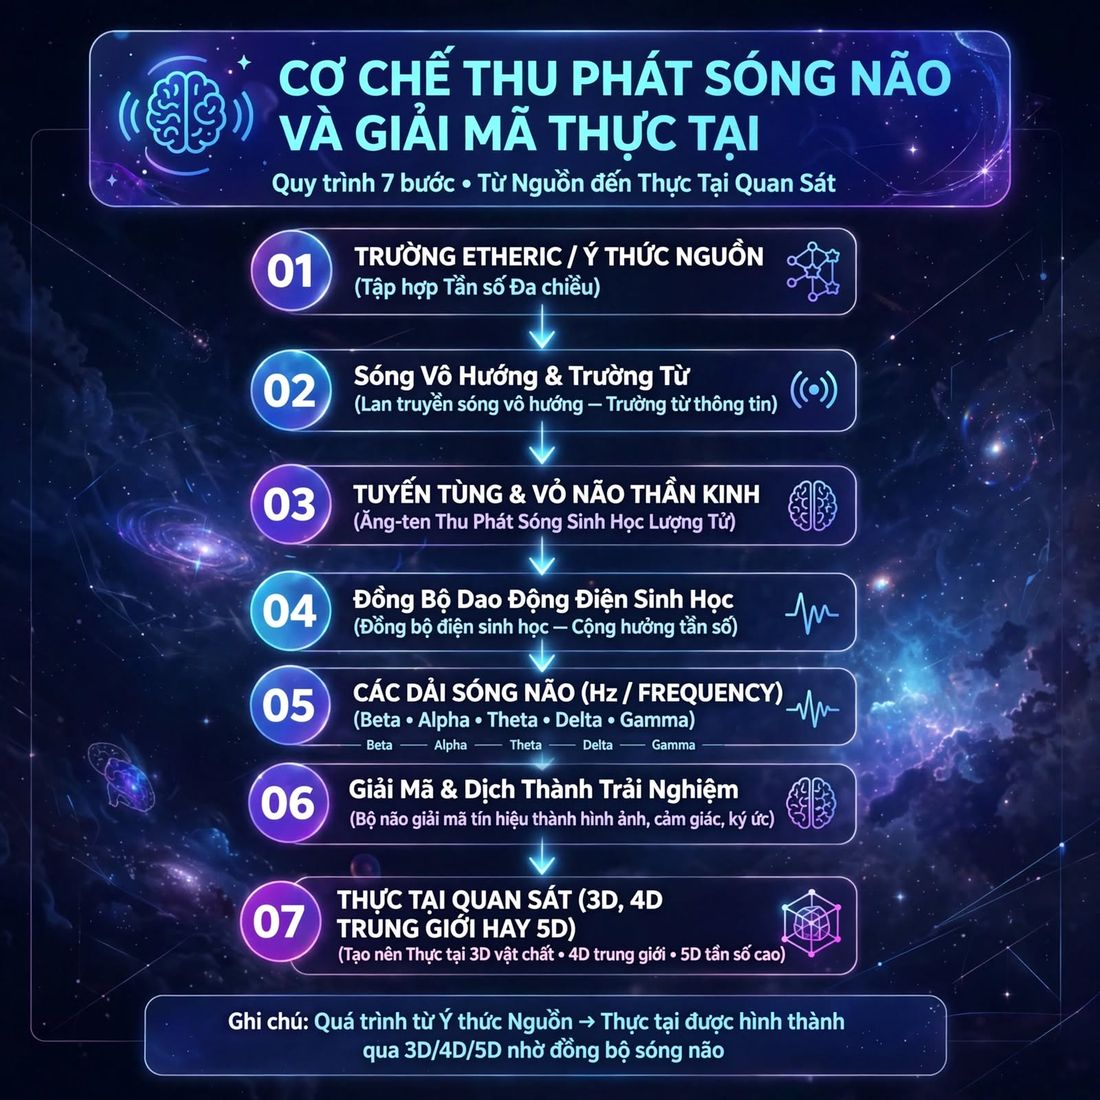 CƠ CHẾ THU PHÁT SÓNG NÃO
VÀ GIẢI MÃ THỰC TẠI
Quy trình 7 bước • Từ Nguồn đến Thực Tại Quan Sát
01
TRƯỜNG ETHERIC / Ý THỨC NGUỒN
(Tập hợp Tần số Đa chiều)
02
Sóng Vô Hướng & Trường Từ
(Lan truyền sóng vô hướng — Trường từ thông tin)
03
TUYẾN TÙNG & VỎ NÃO THẦN KINH
(Ăng-ten Thu Phát Sóng Sinh Học Lượng Tử)
04
Đồng Bộ Dao Động Điện Sinh Học
(Đồng bộ điện sinh học — Cộng hưởng tần số)
05
CÁC DẢI SÓNG NÃO (Hz / FREQUENCY)
(Beta • Alpha • Theta • Delta • Gamma)
Beta — Alpha — Theta — Delta — Gamma
06
Giải Mã & Dịch Thành Trải Nghiệm
(Bộ não giải mã tín hiệu thành hình ảnh, cảm giác, ký ức)
07
THỰC TẠI QUAN SÁT (3D, 4D
TRUNG GIỚI HAY 5D)
(Tạo nên Thực tại 3D vật chất • 4D trung giới • 5D tần số cao)
Ghi chú: Quá trình từ Ý thức Nguồn → Thực tại được hình thành
qua 3D/4D/5D nhờ đồng bộ sóng não